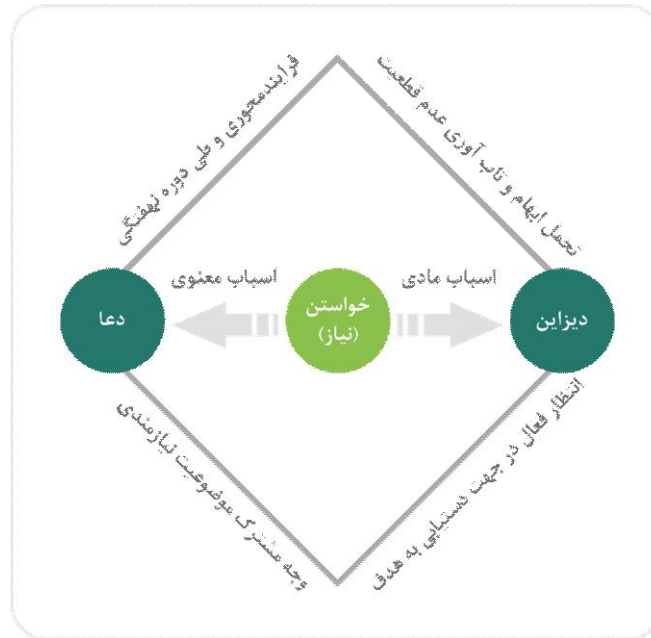 تحمل ابهام و تاب آوری عدم قطعیت
فرایندمحوری و طی دوره نهفتگی
اسباب مادی
اسباب معنوی
دیزاین
خواستن
(نیاز)
دعا
انتظار فعال در جهت دستیابی به هدف
وجه مشترک موضوعیت نیازمندی